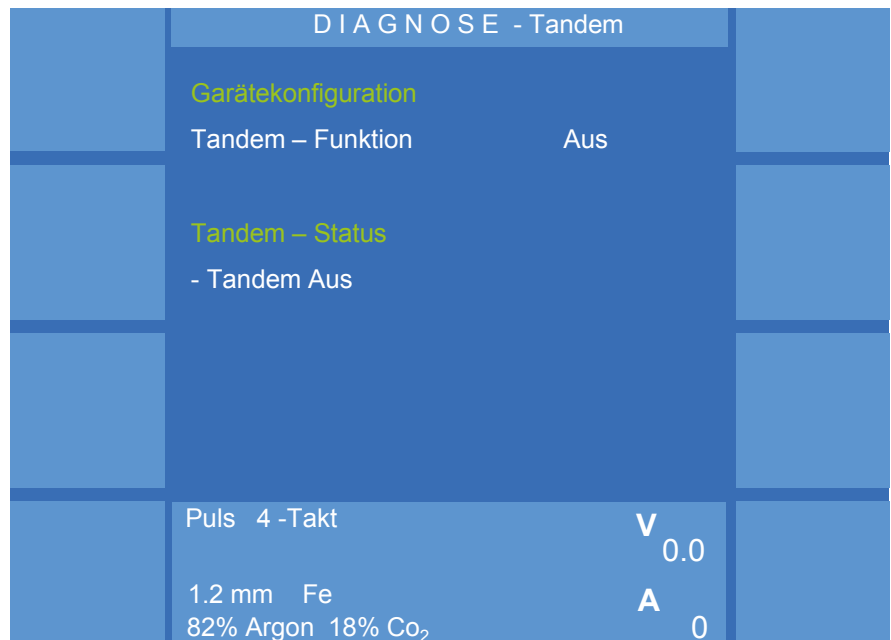 D I A G N O S E - Tandem
Garätekonfiguration
Tandem – Funktion Aus
Tandem – Status
- Tandem Aus
Puls 4 -Takt V
0.0
1.2 mm Fe A
82% Argon 18% Co₂ 0